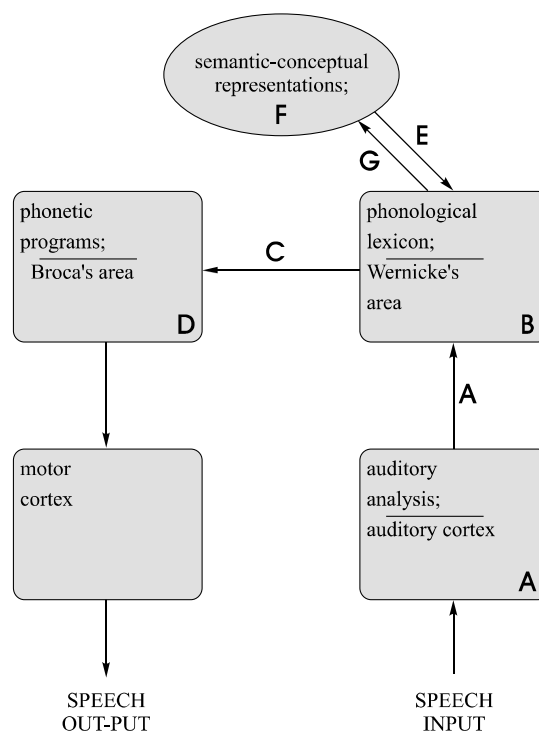 semantic-conceptual
representations;
F
E
G
phonetic
programs;
Broca's area
D
C
phonological
lexicon;
Wernicke's
area
B
A
motor
cortex
auditory
analysis;
auditory cortex
A
SPEECH
OUT-PUT
SPEECH
INPUT